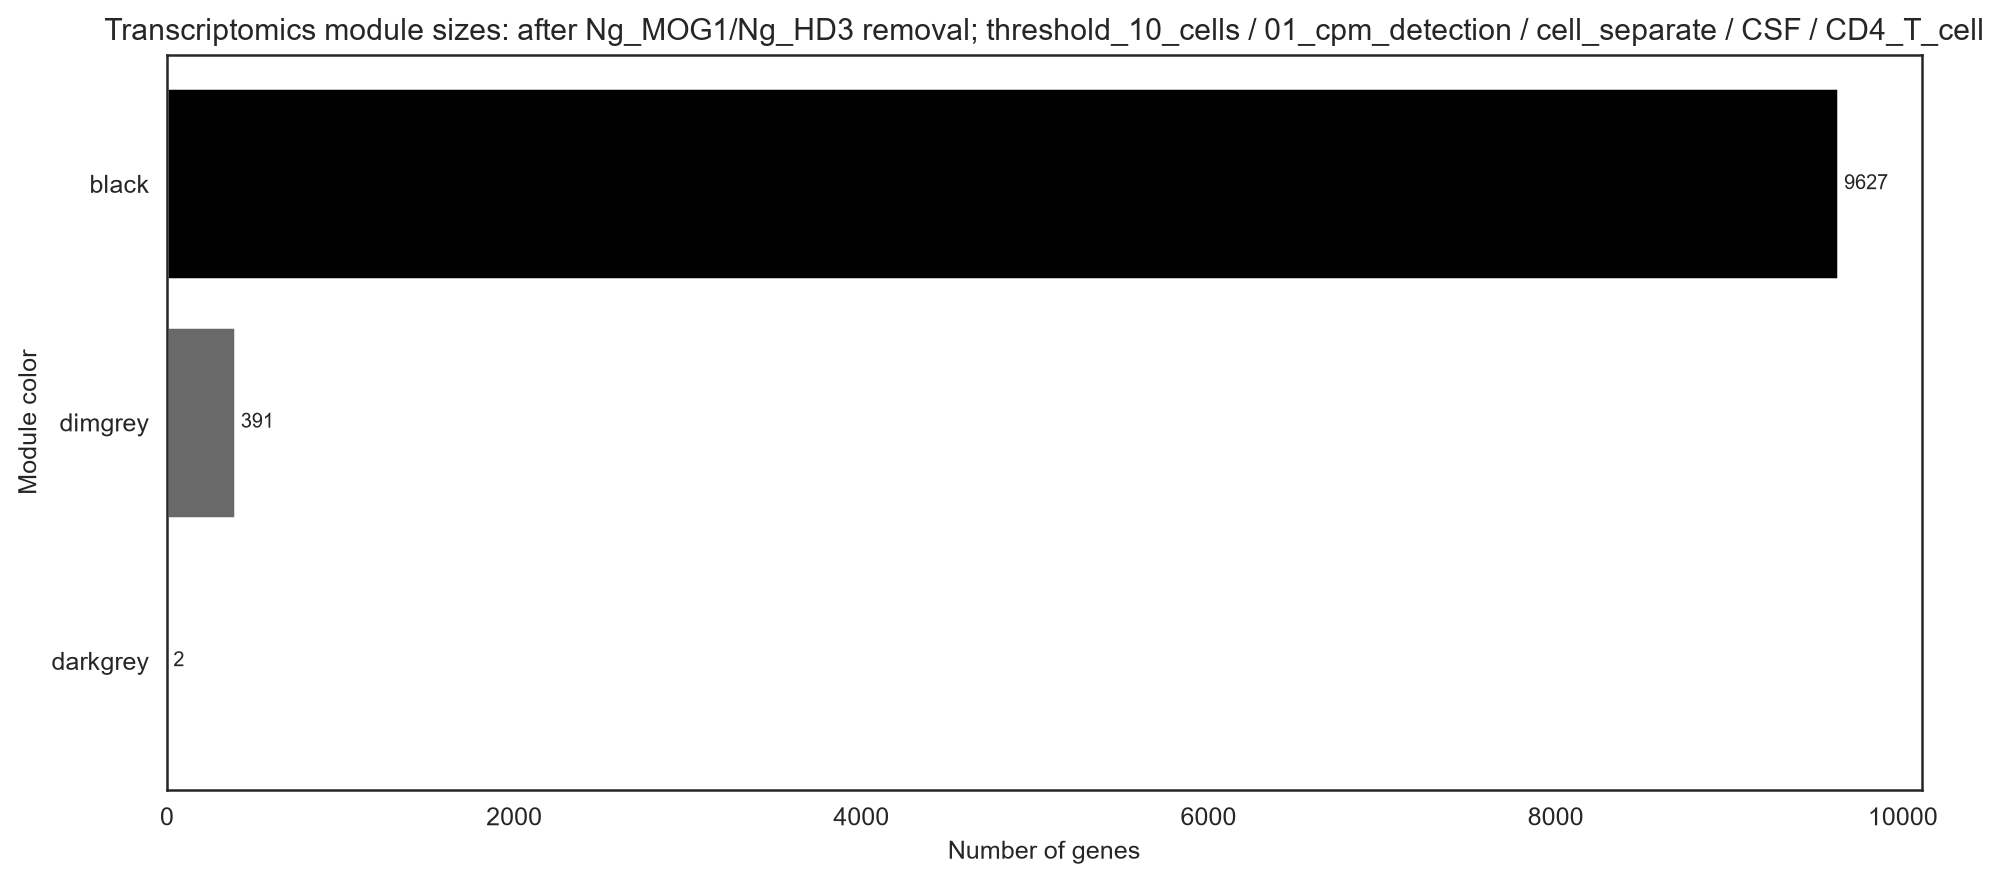 Transcriptomics module sizes: after Ng_MOG1/Ng_HD3 removal; threshold_10_cells / 01_cpm_detection / cell_separate / CSF / CD4_T_cell
black
9627
dimgrey
391
darkgrey
2
Module color
0
2000
4000
6000
8000
10000
Number of genes